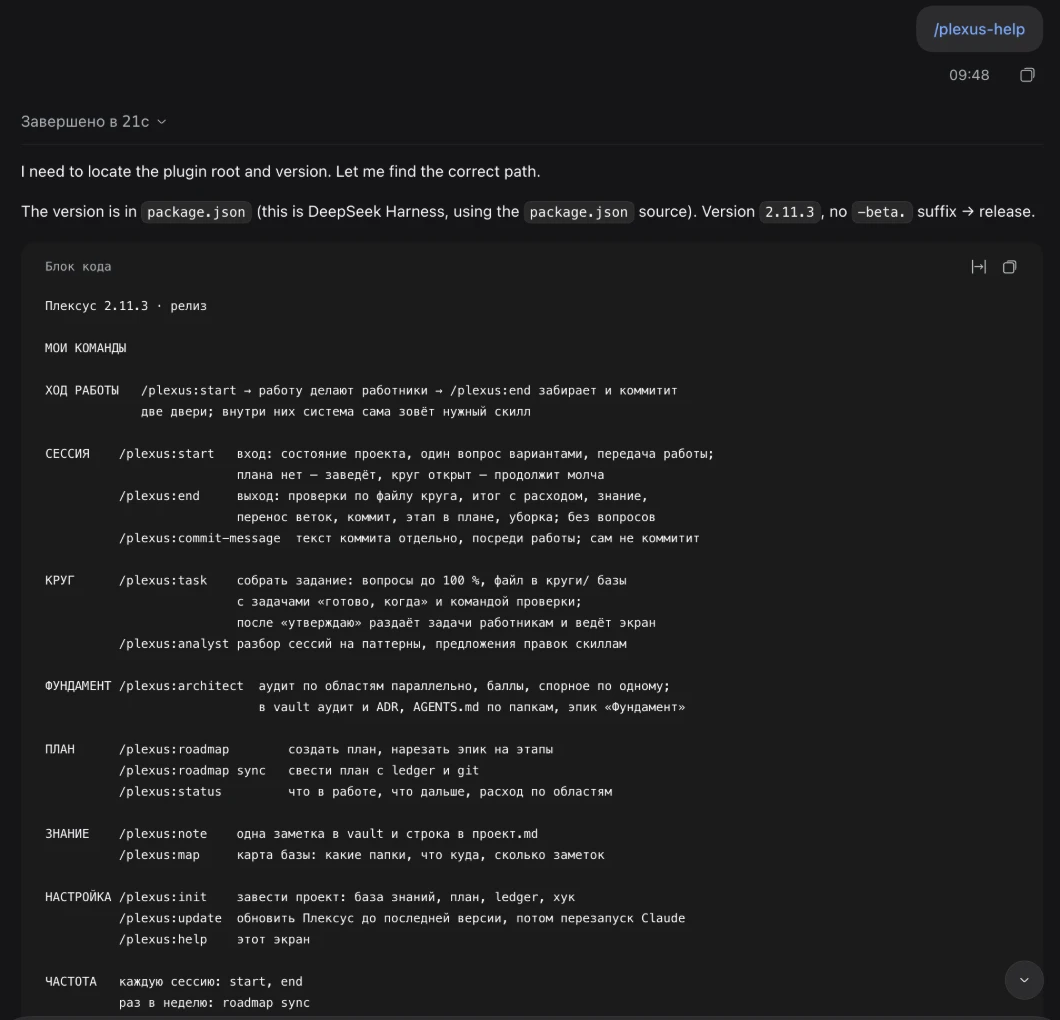 /plexus-help
09:48
Завершено в 21с
I need to locate the plugin root and version. Let me find the correct path.
The version is in package.json (this is DeepSeek Harness, using the package.json source). Version 2.11.3, no -beta. suffix → release.
Блок кода
Плексус 2.11.3 · релиз
МОИ КОМАНДЫ
ХОД РАБОТЫ /plexus:start → работу делают работники → /plexus:end забирает и коммитит
две двери; внутри них система сама зовёт нужный скилл
СЕССИЯ /plexus:start вход: состояние проекта, один вопрос вариантами, передача работы;
плана нет — заведёт, круг открыт — продолжит молча
/plexus:end выход: проверки по файлу круга, итог с расходом, знание,
перенос веток, коммит, этап в плане, уборка; без вопросов
/plexus:commit-message текст коммита отдельно, посреди работы; сам не коммитит
КРУГ /plexus:task собрать задание: вопросы до 100 %, файл в круги/ базы
с задачами «готово, когда» и командой проверки;
после «утверждаю» раздаёт задачи работникам и ведёт экран
/plexus:analyst разбор сессий на паттерны, предложения правок скиллам
ФУНДАМЕНТ /plexus:architect аудит по областям параллельно, баллы, спорное по одному;
в vault аудит и ADR, AGENTS.md по папкам, эпик «Фундамент»
ПЛАН /plexus:roadmap создать план, нарезать эпик на этапы
/plexus:roadmap sync свести план с ledger и git
/plexus:status что в работе, что дальше, расход по областям
ЗНАНИЕ /plexus:note одна заметка в vault и строка в проект.md
/plexus:map карта базы: какие папки, что куда, сколько заметок
НАСТРОЙКА /plexus:init завести проект: база знаний, план, ledger, хук
/plexus:update обновить Плексус до последней версии, потом перезапуск Claude
/plexus:help этот экран
ЧАСТОТА каждую сессию: start, end
раз в неделю: roadmap sync